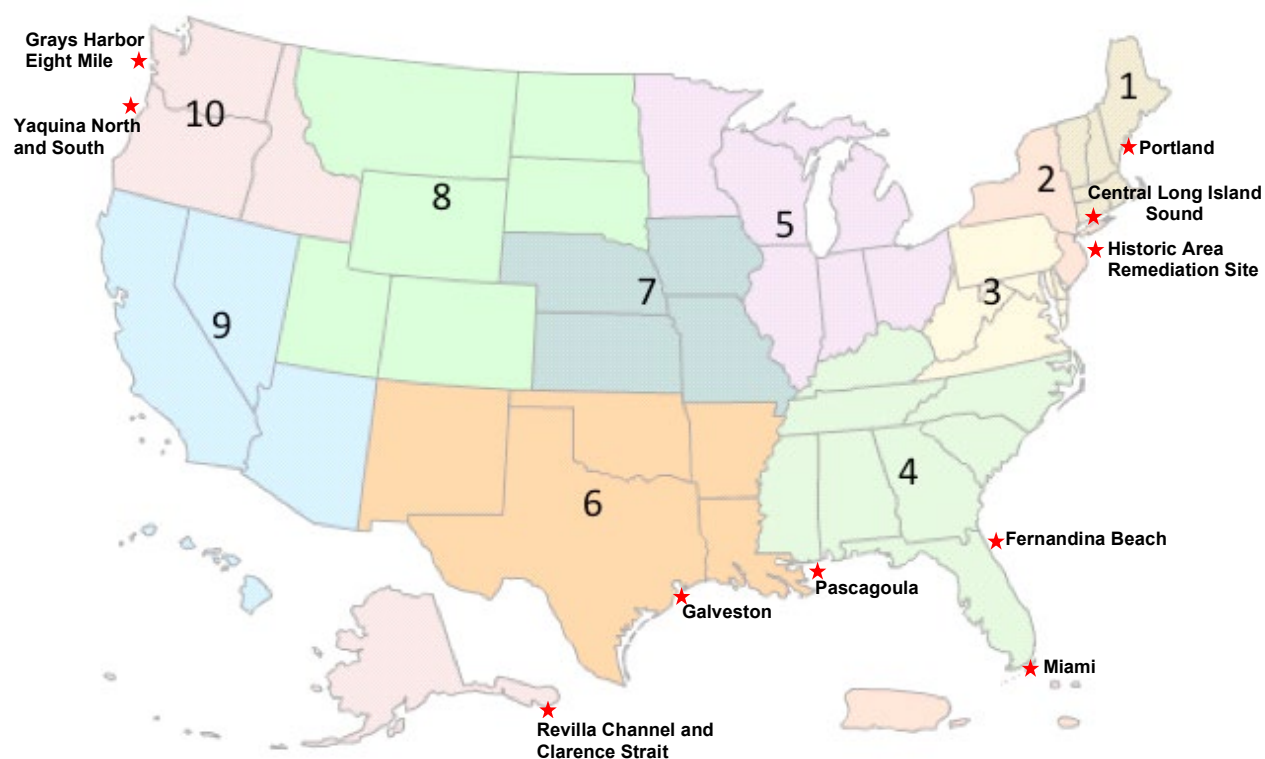 Grays Harbor
Eight Mile
10
Yaquina North
and South
8
9
7
5
6
4
3
2
1
Portland
Central Long Island
Sound
Historic Area
Remediation Site
Fernandina Beach
Pascagoula
Galveston
Miami
Revilla Channel and
Clarence Strait